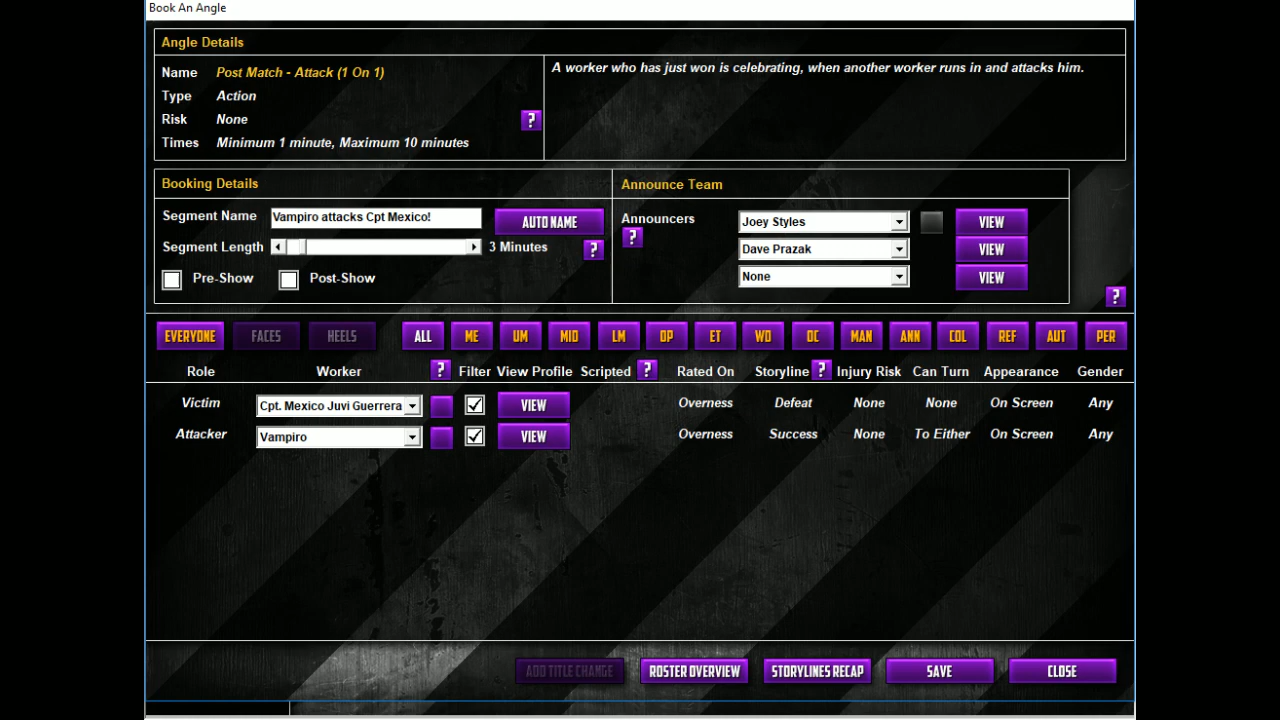 Book An Angle
Angle Details
Name Post Match - Attack (1 On 1)
A worker who has just won is celebrating, when another worker runs in and attacks him.
Type Action
Risk None ?
Times Minimum 1 minute, Maximum 10 minutes
Booking Details
Announce Team
Segment Name Vampiro attacks Cpt Mexico! AUTO NAME
Announcers Joey Styles VIEW
?
Segment Length 3 Minutes ?
Dave Prazak VIEW
Pre-Show Post-Show
None VIEW
?
EVERYONE FACES HEELS ALL ME UM MID LM OP ET WO OC MAN ANN COL REF AUT PER
Role Worker ? Filter View Profile Scripted ? Rated On Storyline ? Injury Risk Can Turn Appearance Gender
Victim Cpt. Mexico Juvi Guerrera VIEW Overness Defeat None None On Screen Any
Attacker Vampiro VIEW Overness Success None To Either On Screen Any
ADD TITLE CHANGE ROSTER OVERVIEW STORYLINES RECAP SAVE CLOSE